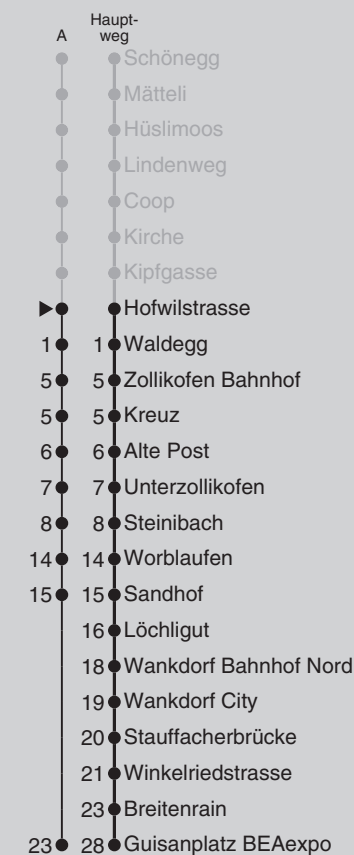 Haupt-
A weg
Schönegg
Mätteli
Hüslimoos
Lindenweg
Coop
Kirche
Kipfgasse
Hofwilstrasse
1 1 Waldegg
5 5 Zollikofen Bahnhof
5 5 Kreuz
6 6 Alte Post
7 7 Unterzollikofen
8 8 Steinibach
14 14 Worblaufen
15 15 Sandhof
16 Löchligut
18 Wankdorf Bahnhof Nord
19 Wankdorf City
20 Stauffacherbrücke
21 Winkelriedstrasse
23 Breitenrain
23 28 Guisanplatz BEAexpo